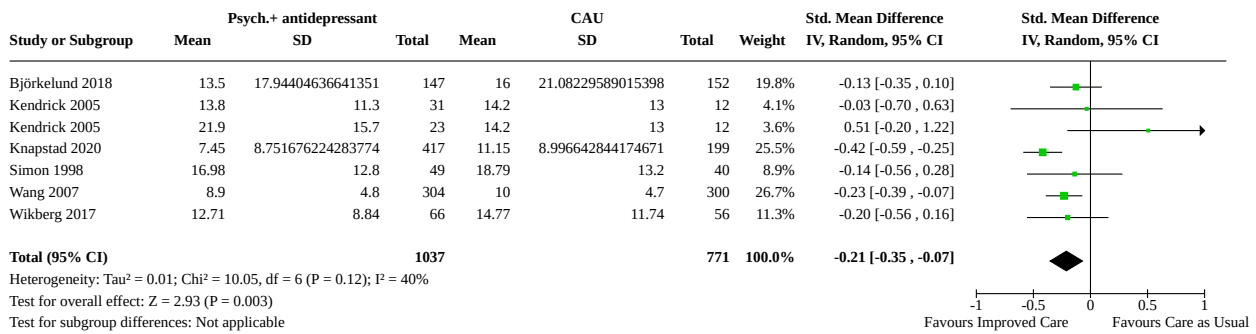 Psych.+ antidepressant CAU Std. Mean Difference Std. Mean Difference
Study or Subgroup Mean SD Total Mean SD Total Weight IV, Random, 95% CI IV, Random, 95% CI
Björkelund 2018 13.5 17.94404636641351 147 16 21.08229589015398 152 19.8% -0.13 [-0.35 , 0.10]
Kendrick 2005 13.8 11.3 31 14.2 13 12 4.1% -0.03 [-0.70 , 0.63]
Kendrick 2005 21.9 15.7 23 14.2 13 12 3.6% 0.51 [-0.20 , 1.22]
Knapstad 2020 7.45 8.751676224283774 417 11.15 8.996642844174671 199 25.5% -0.42 [-0.59 , -0.25]
Simon 1998 16.98 12.8 49 18.79 13.2 40 8.9% -0.14 [-0.56 , 0.28]
Wang 2007 8.9 4.8 304 10 4.7 300 26.7% -0.23 [-0.39 , -0.07]
Wikberg 2017 12.71 8.84 66 14.77 11.74 56 11.3% -0.20 [-0.56 , 0.16]
Total (95% CI) 1037 771 100.0% -0.21 [-0.35 , -0.07]
Heterogeneity: Tau² = 0.01; Chi² = 10.05, df = 6 (P = 0.12); I² = 40%
Test for overall effect: Z = 2.93 (P = 0.003)
Test for subgroup differences: Not applicable
-1 -0.5 0 0.5 1
Favours Improved Care Favours Care as Usual